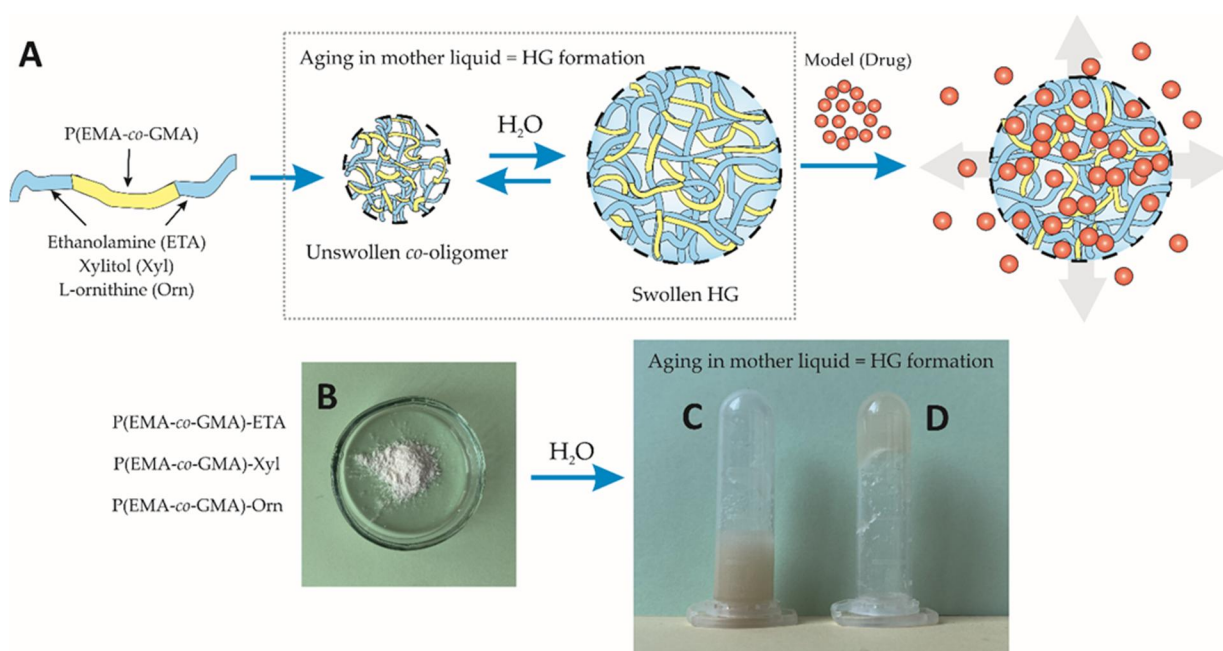 A
Aging in mother liquid = HG formation
Model (Drug)
P(EMA-co-GMA)
H₂O
Ethanolamine (ETA)
Xylitol (Xyl)
L-ornithine (Orn)
Unswollen co-oligomer
Swollen HG
B
P(EMA-co-GMA)-ETA
P(EMA-co-GMA)-Xyl
P(EMA-co-GMA)-Orn
H₂O
Aging in mother liquid = HG formation
C
D